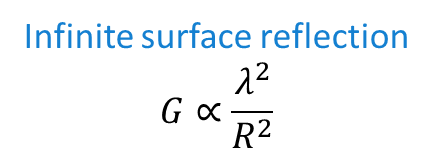 Infinite surface reflection
G ∝ λ²/R²